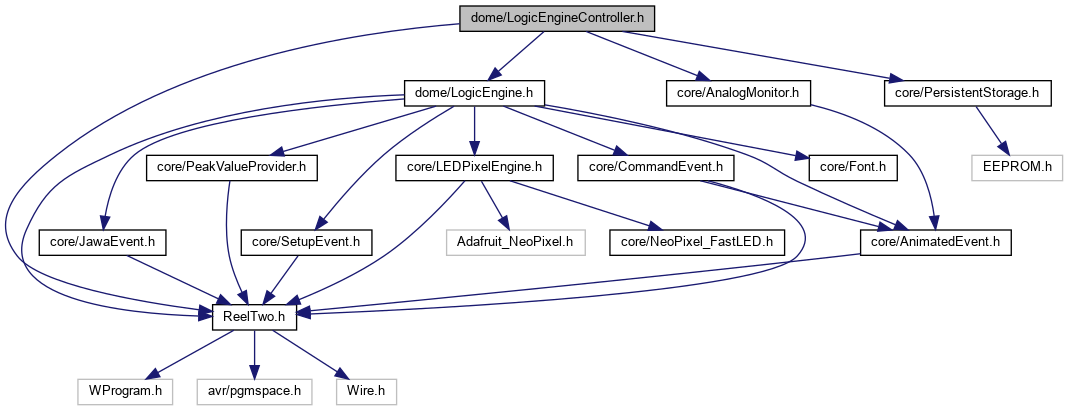 dome/LogicEngineController.h
dome/LogicEngine.h
core/AnalogMonitor.h
core/PersistentStorage.h
core/PeakValueProvider.h
core/LEDPixelEngine.h
core/CommandEvent.h
core/Font.h
EEPROM.h
core/JawaEvent.h
core/SetupEvent.h
Adafruit_NeoPixel.h
core/NeoPixel_FastLED.h
core/AnimatedEvent.h
ReelTwo.h
WProgram.h
avr/pgmspace.h
Wire.h